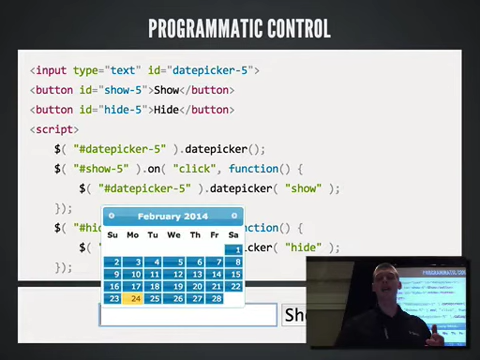 PROGRAMMATIC CONTROL
<input type="text" id="datepicker-5">
<button id="show-5">Show</button>
<button id="hide-5">Hide</button>
<script>
$( "#datepicker-5" ).datepicker();
$( "#show-5" ).on( "click", function() {
$( "#datepicker-5" ).datepicker( "show" );
});
$( "#hi function() {
$( " picker( "hide" );
});
February 2014
Su Mo Tu We Th Fr Sa
1
2 3 4 5 6 7 8
9 10 11 12 13 14 15
16 17 18 19 20 21 22
23 24 25 26 27 28
PROGRAMMATIC CONTROL